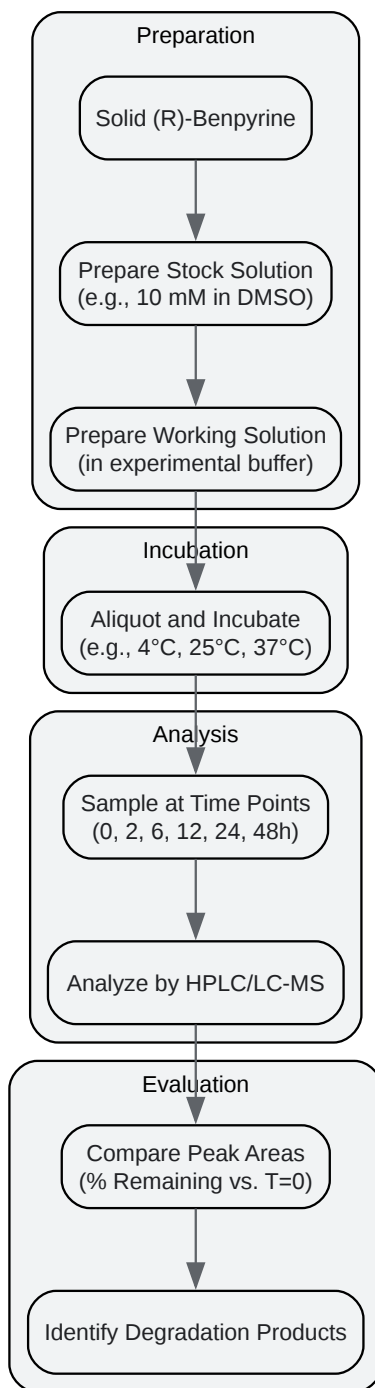 Preparation
Solid (R)-Benpyrine
Prepare Stock Solution
(e.g., 10 mM in DMSO)
Prepare Working Solution
(in experimental buffer)
Incubation
Aliquot and Incubate
(e.g., 4°C, 25°C, 37°C)
Analysis
Sample at Time Points
(0, 2, 6, 12, 24, 48h)
Analyze by HPLC/LC-MS
Evaluation
Compare Peak Areas
(% Remaining vs. T=0)
Identify Degradation Products